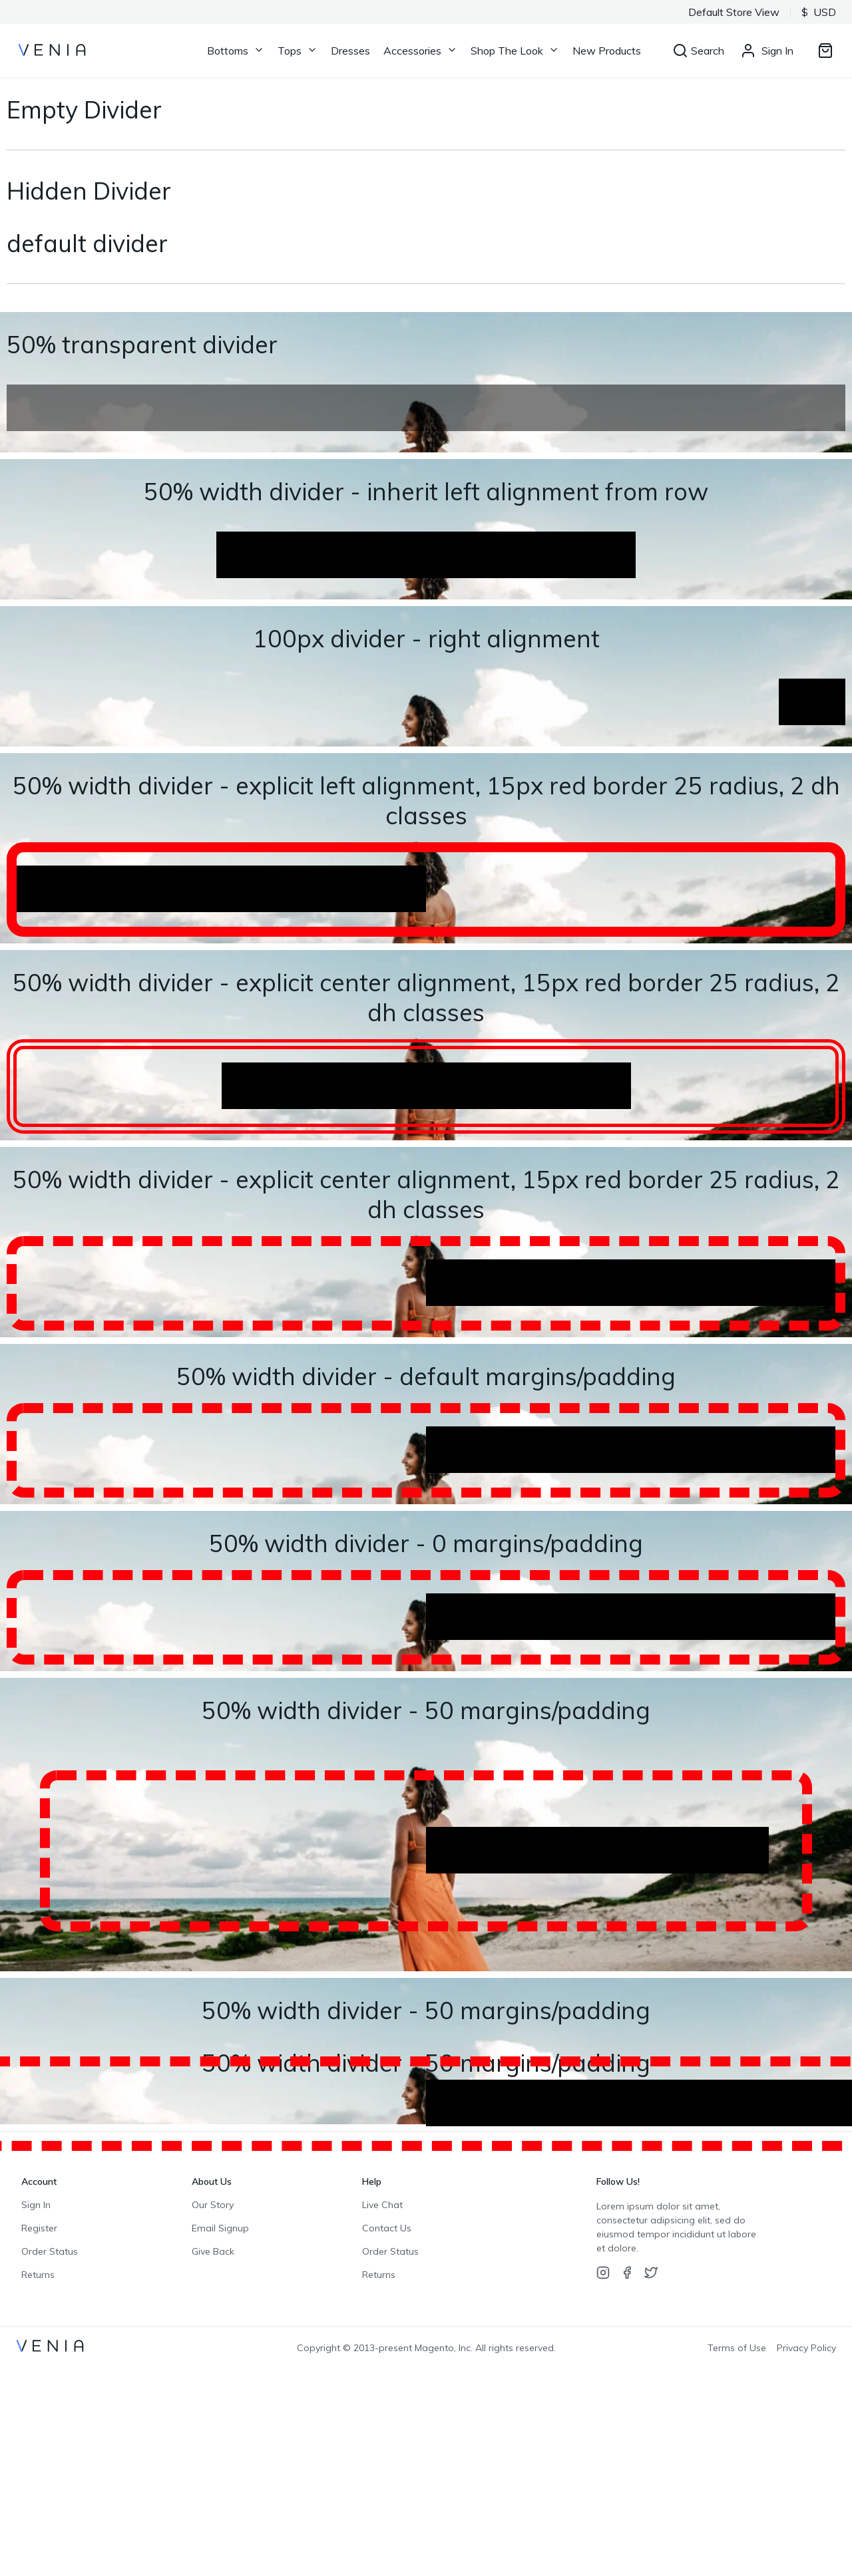 Default Store View
$ USD
VENIA
Bottoms
Tops
Dresses
Accessories
Shop The Look
New Products
Search
Sign In
Empty Divider
Hidden Divider
default divider
50% transparent divider
50% width divider - inherit left alignment from row
100px divider - right alignment
50% width divider - explicit left alignment, 15px red border 25 radius, 2 dh
classes
50% width divider - explicit center alignment, 15px red border 25 radius, 2
dh classes
50% width divider - explicit center alignment, 15px red border 25 radius, 2
dh classes
50% width divider - default margins/padding
50% width divider - 0 margins/padding
50% width divider - 50 margins/padding
50% width divider - 50 margins/padding
50% width divider - 50 margins/padding
Account
Sign In
Register
Order Status
Returns
About Us
Our Story
Email Signup
Give Back
Help
Live Chat
Contact Us
Order Status
Returns
Follow Us!
Lorem ipsum dolor sit amet,
consectetur adipsicing elit, sed do
eiusmod tempor incididunt ut labore
et dolore.
VENIA
Copyright © 2013-present Magento, Inc. All rights reserved.
Terms of Use
Privacy Policy